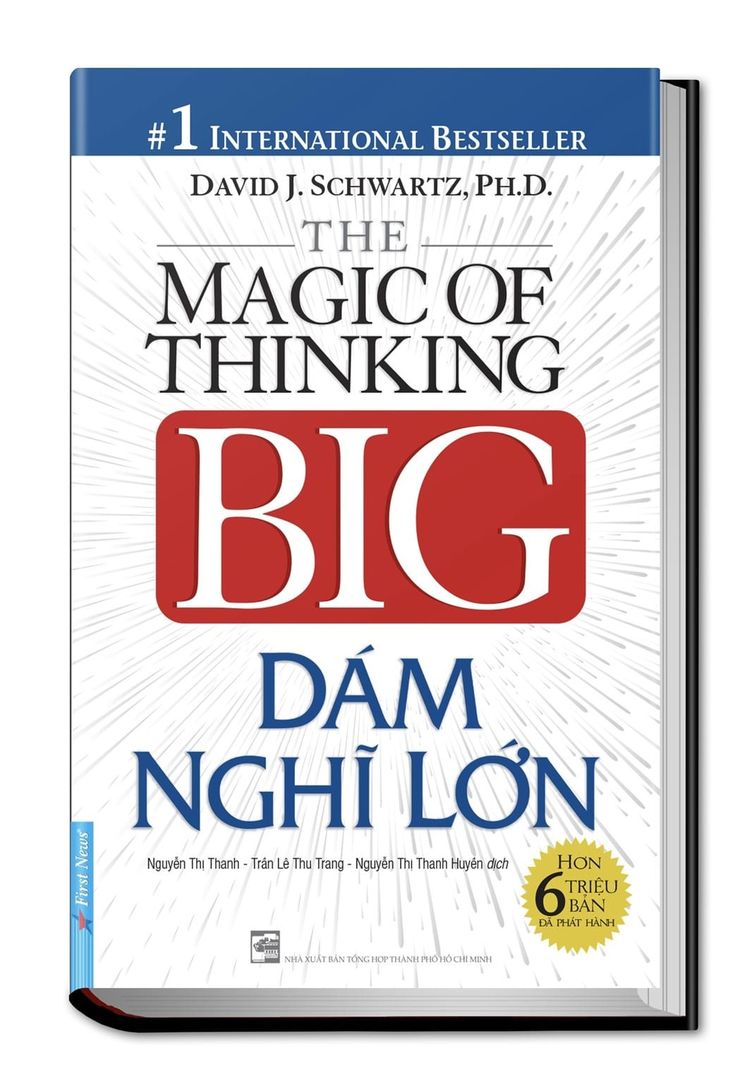 #1 INTERNATIONAL BESTSELLER
DAVID J. SCHWARTZ, PH.D.
THE
MAGIC OF
THINKING
BIG
DÁM
NGHĨ LỚN
Nguyễn Thị Thanh - Trần Lê Thu Trang - Nguyễn Thị Thanh Huyền dịch
HƠN
6 TRIỆU
BẢN
ĐÃ PHÁT HÀNH
First News
NHÀ XUẤT BẢN TỔNG HỢP THÀNH PHỐ HỒ CHÍ MINH